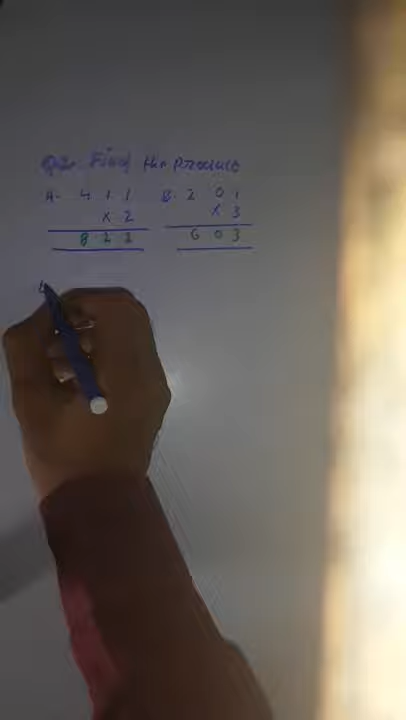 Q2. Find the Product
A. 4 1 1 B. 2 0 1
x 2 x 3
8 2 2 6 0 3